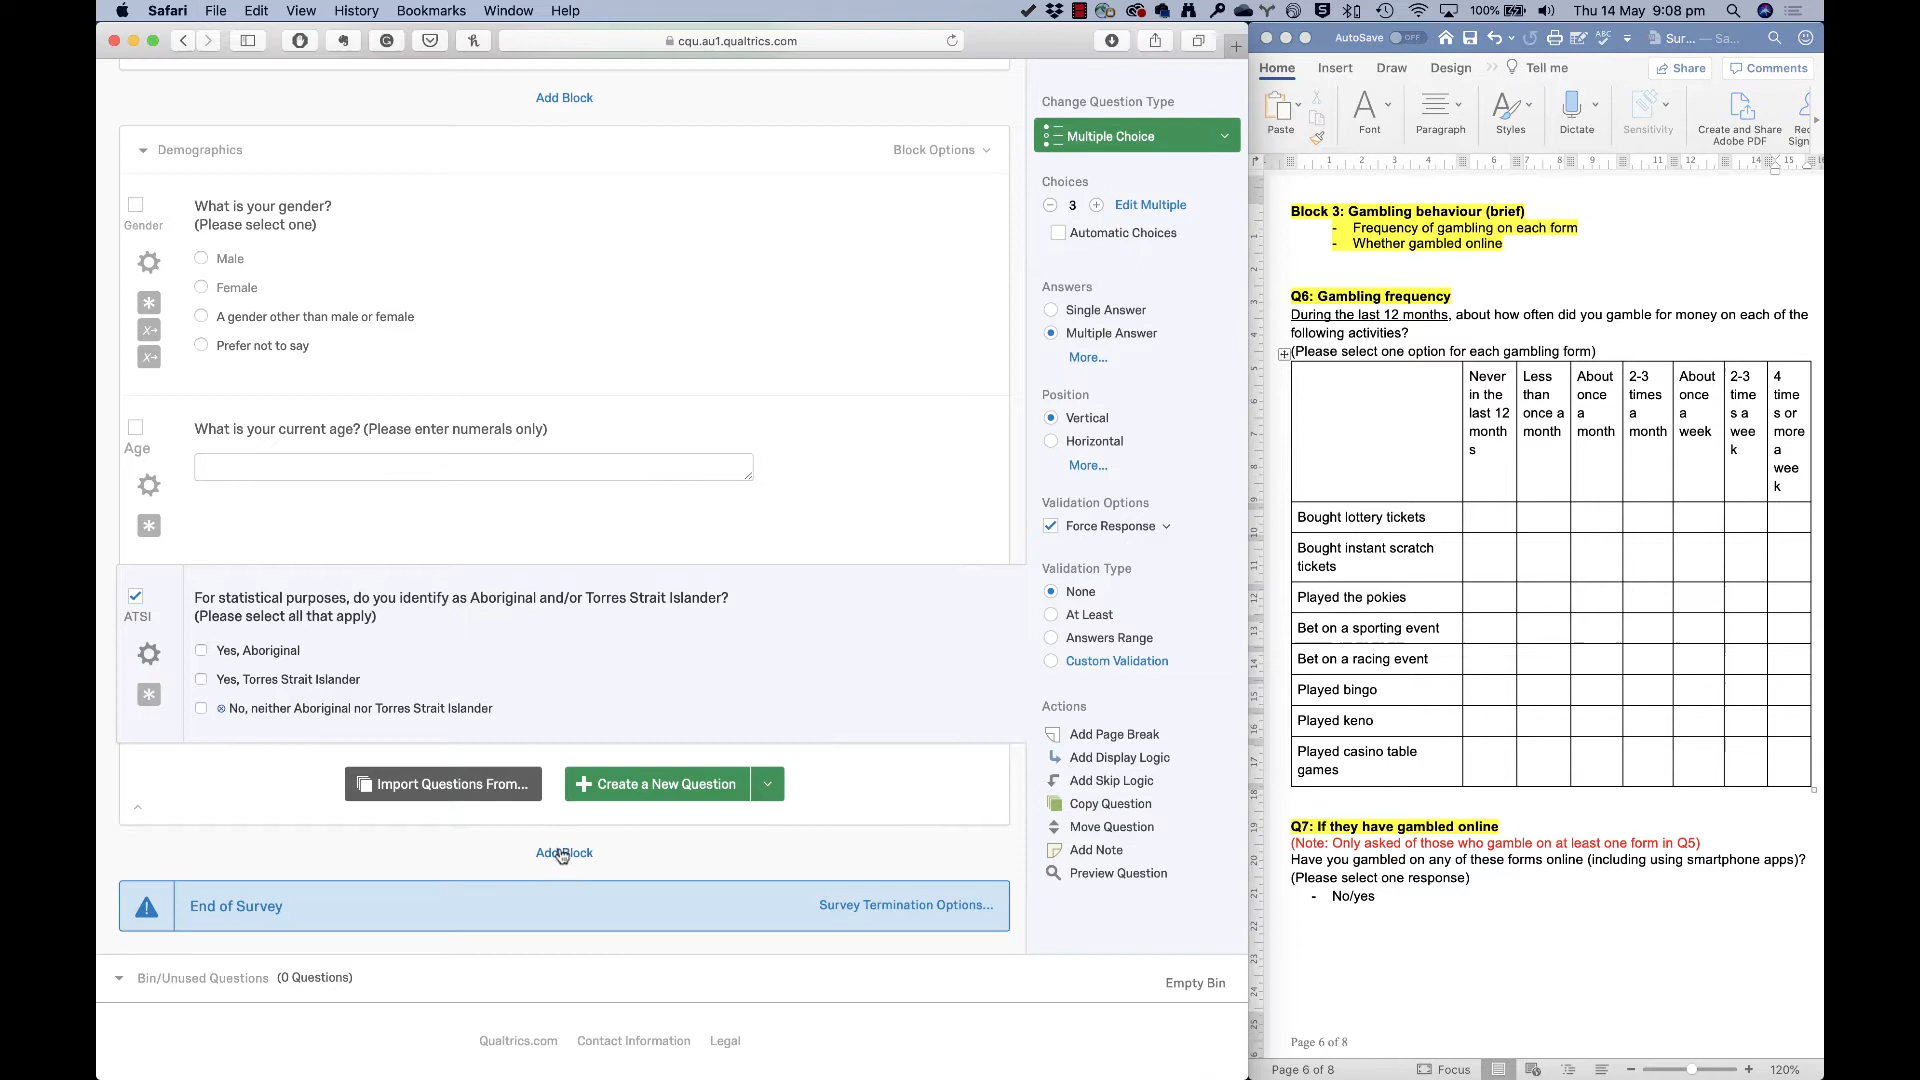 Safari File Edit View History Bookmarks Window Help 100% Thu 14 May 9:08 pm
cqu.au1.qualtrics.com
Add Block
Demographics
Block Options
Gender
What is your gender?
(Please select one)
Male
Female
A gender other than male or female
Prefer not to say
Age
What is your current age? (Please enter numerals only)
ATSI
For statistical purposes, do you identify as Aboriginal and/or Torres Strait Islander?
(Please select all that apply)
Yes, Aboriginal
Yes, Torres Strait Islander
No, neither Aboriginal nor Torres Strait Islander
Import Questions From...
Create a New Question
Add Block
End of Survey
Survey Termination Options...
Bin/Unused Questions (0 Questions)
Empty Bin
Qualtrics.com Contact Information Legal
Change Question Type
Multiple Choice
Choices
3 Edit Multiple
Automatic Choices
Answers
Single Answer
Multiple Answer
More...
Position
Vertical
Horizontal
More...
Validation Options
Force Response
Validation Type
None
At Least
Answers Range
Custom Validation
Actions
Add Page Break
Add Display Logic
Add Skip Logic
Copy Question
Move Question
Add Note
Preview Question
AutoSave OFF Sur... — Sa...
Home Insert Draw Design Tell me Share Comments
Paste Font Paragraph Styles Dictate Sensitivity
Create and Share
Adobe PDF
Rec
Sign
Block 3: Gambling behaviour (brief)
- Frequency of gambling on each form
- Whether gambled online
Q6: Gambling frequency
During the last 12 months, about how often did you gamble for money on each of the
following activities?
(Please select one option for each gambling form)
Never
in the
last 12
month
s
Less
than
once a
month
About
once
a
month
2-3
times
a
month
About
once
a
week
2-3
time
s a
wee
k
4
time
s or
more
a
wee
k
Bought lottery tickets
Bought instant scratch
tickets
Played the pokies
Bet on a sporting event
Bet on a racing event
Played bingo
Played keno
Played casino table
games
Q7: If they have gambled online
(Note: Only asked of those who gamble on at least one form in Q5)
Have you gambled on any of these forms online (including using smartphone apps)?
(Please select one response)
- No/yes
Page 6 of 8
Page 6 of 8 Focus 120%